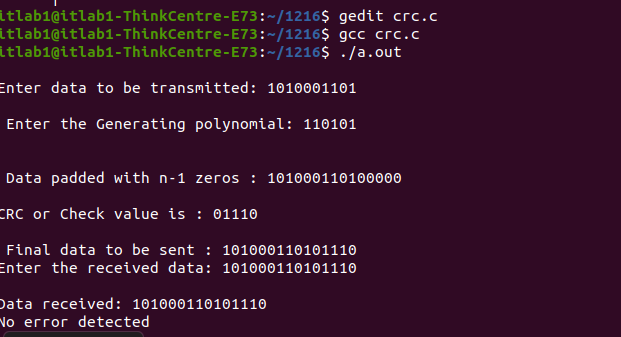 itlab1@itlab1-ThinkCentre-E73:~/1216$ gedit crc.c
itlab1@itlab1-ThinkCentre-E73:~/1216$ gcc crc.c
itlab1@itlab1-ThinkCentre-E73:~/1216$ ./a.out
Enter data to be transmitted: 1010001101
Enter the Generating polynomial: 110101
Data padded with n-1 zeros : 101000110100000
CRC or Check value is : 01110
Final data to be sent : 101000110101110
Enter the received data: 101000110101110
Data received: 101000110101110
No error detected